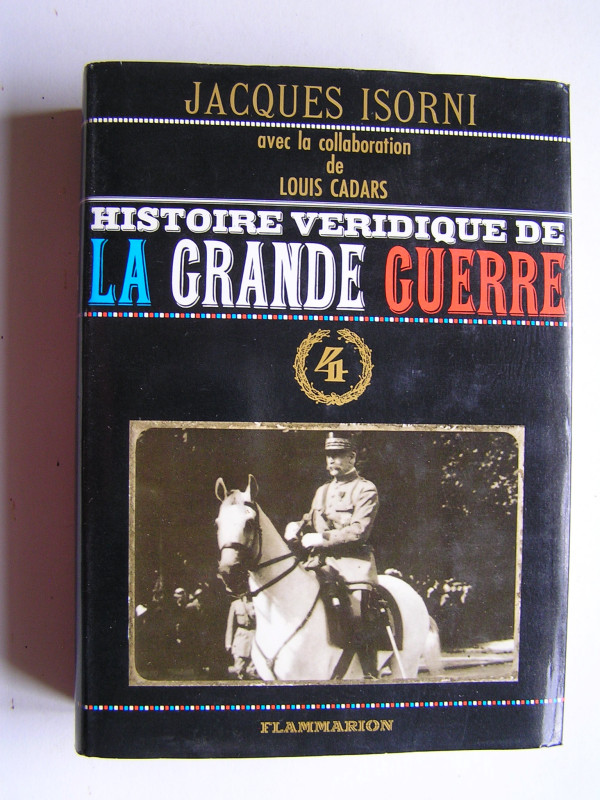 JACQUES ISORNI
avec la collaboration
de
LOUIS CADARS
HISTOIRE VERIDIQUE DE
LA GRANDE GUERRE
4
FLAMMARION